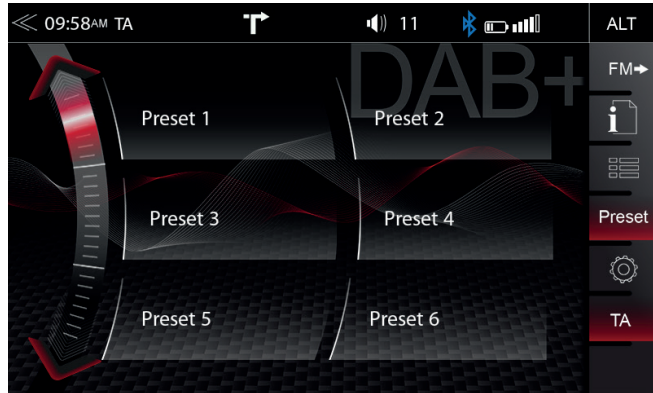 09:58AM TA 11 ALT
DAB+
FM
i
Preset 1
Preset 2
Preset 3
Preset 4
Preset
Preset 5
Preset 6
TA